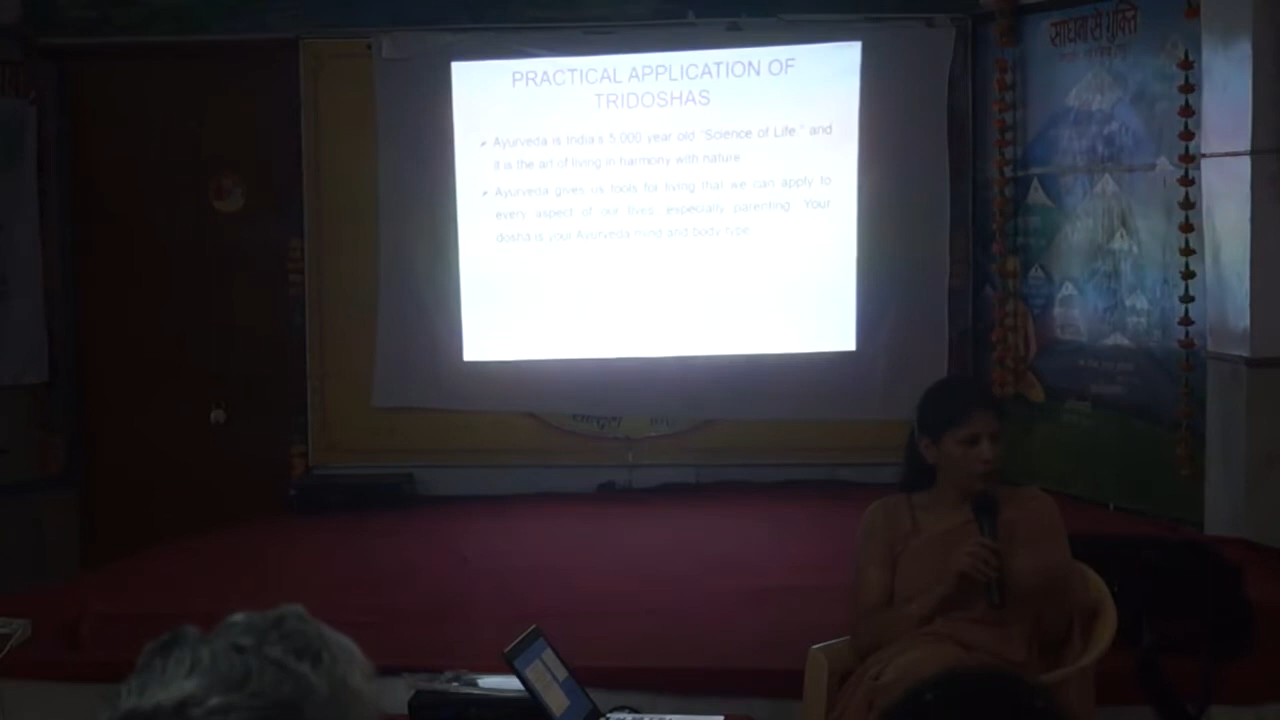 PRACTICAL APPLICATION OF
TRIDOSHAS
Ayurveda is India's 5,000 year old "Science of Life," and
it is the art of living in harmony with nature
Ayurveda gives us tools for living that we can apply to
every aspect of our lives, especially parenting. Your
dosha is your Ayurveda mind and body type
साधना से मुक्ति